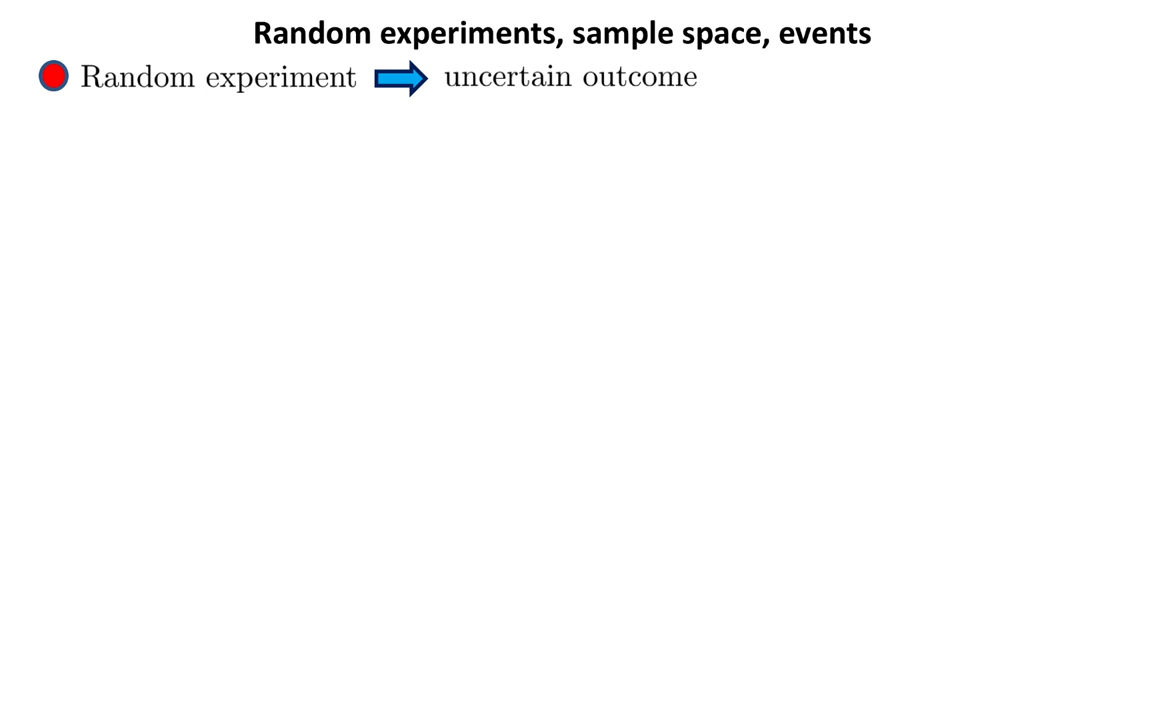 Random experiments, sample space, events
Random experiment uncertain outcome